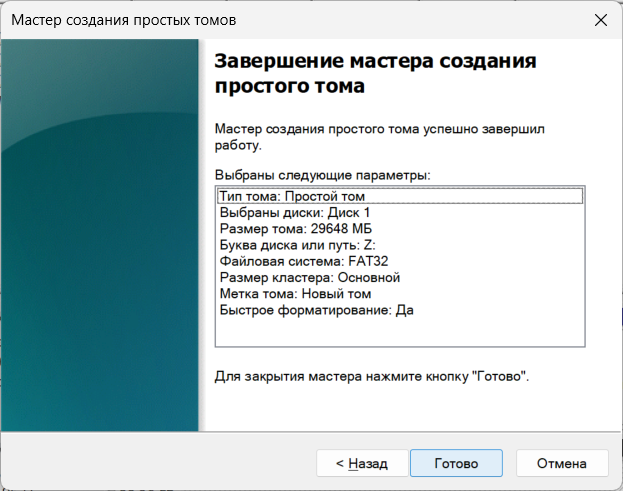 Мастер создания простых томов
Завершение мастера создания
простого тома
Мастер создания простого тома успешно завершил
работу.
Выбраны следующие параметры:
Тип тома: Простой том
Выбраны диски: Диск 1
Размер тома: 29648 МБ
Буква диска или путь: Z:
Файловая система: FAT32
Размер кластера: Основной
Метка тома: Новый том
Быстрое форматирование: Да
Для закрытия мастера нажмите кнопку "Готово".
< Назад
Готово
Отмена